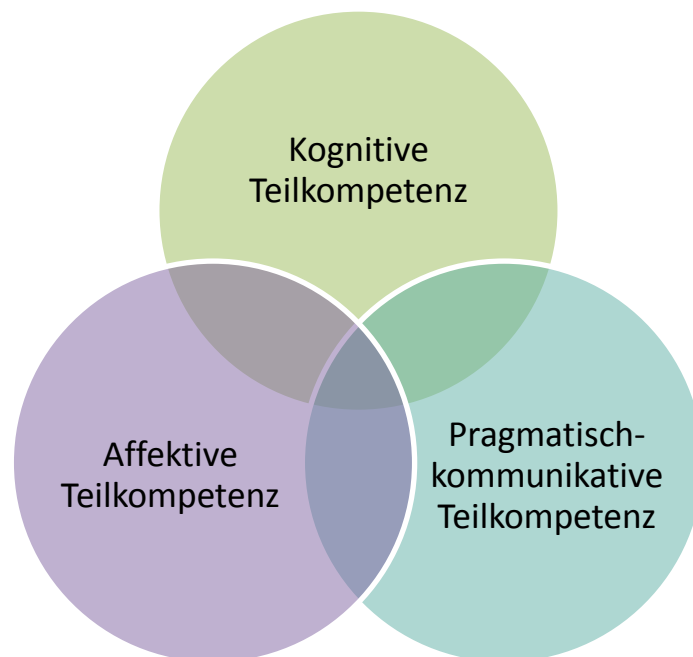 Kognitive
Teilkompetenz
Affektive
Teilkompetenz
Pragmatisch-
kommunikative
Teilkompetenz